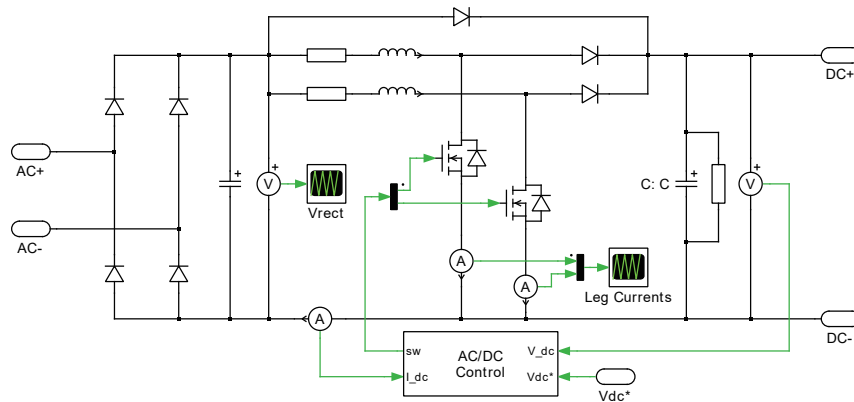 DC+
AC+
V
Vrect
C: C
V
AC-
A
A
Leg Currents
A
DC-
sw
AC/DC
Control
V_dc
I_dc
Vdc*
Vdc*